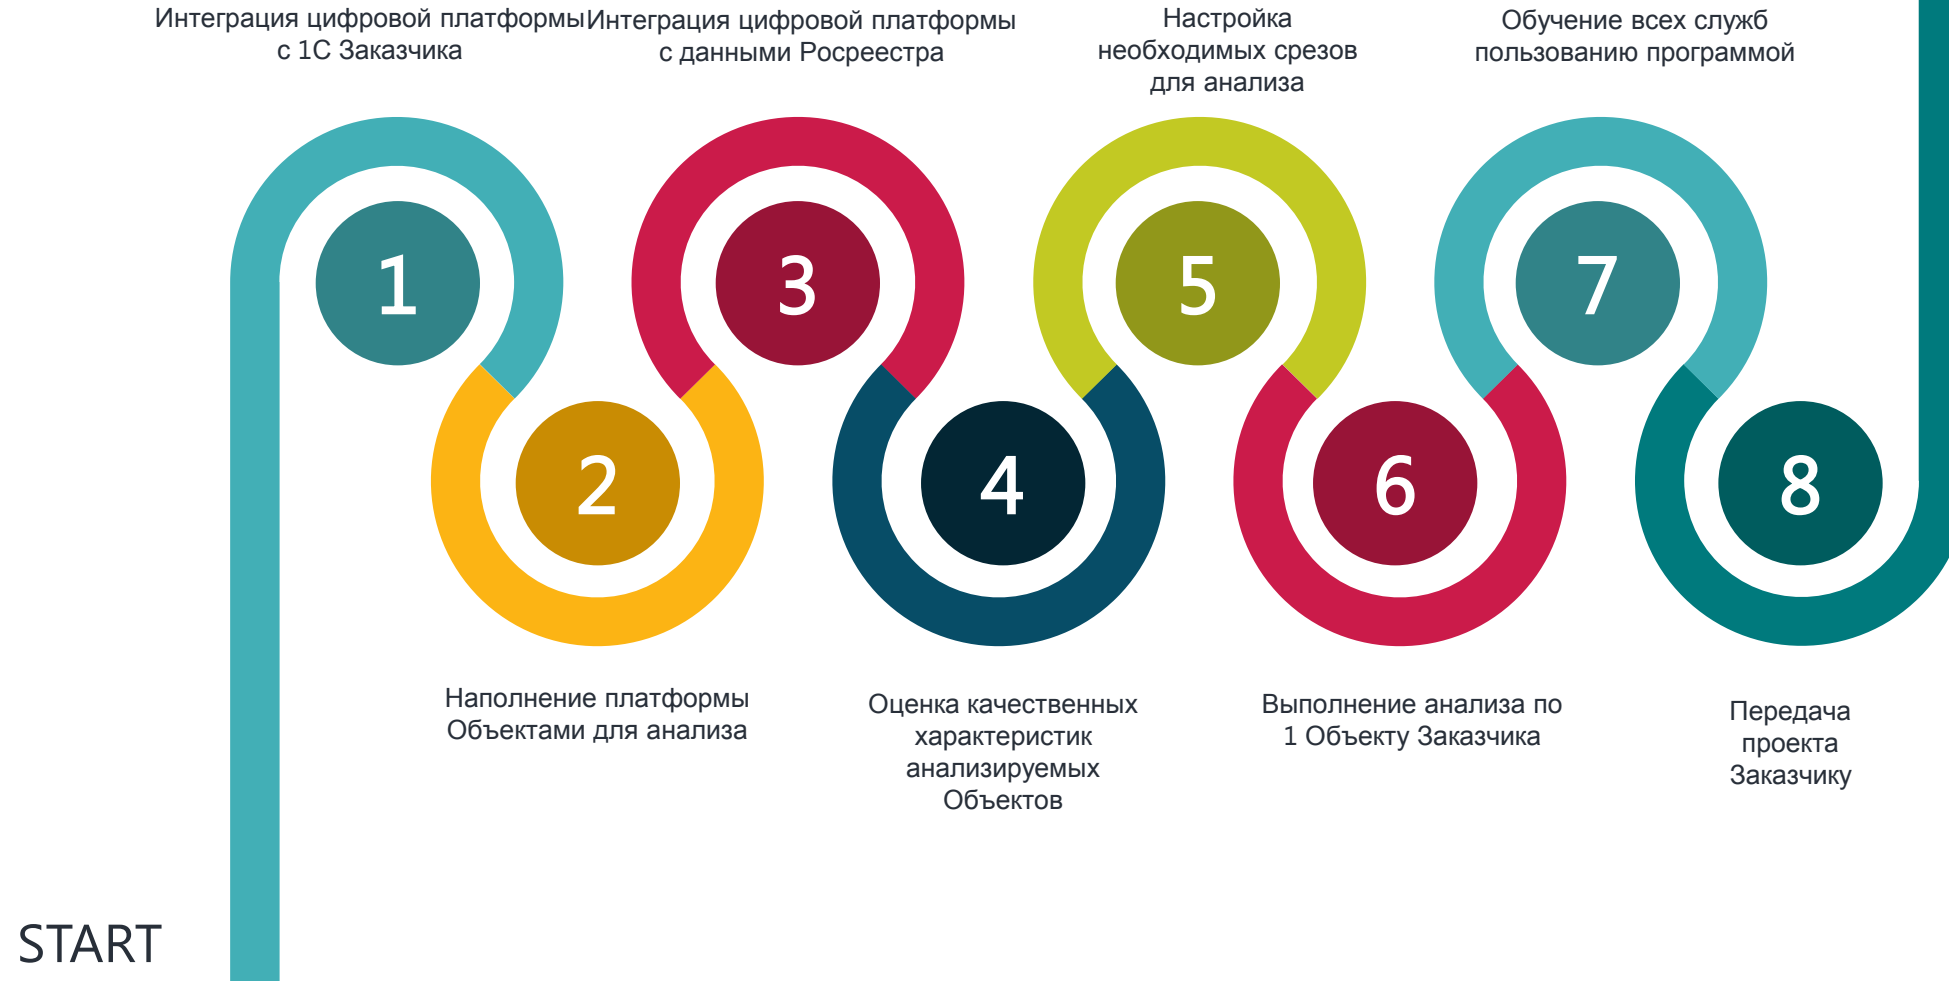 Интеграция цифровой платформы
с 1С Заказчика
Интеграция цифровой платформы
с данными Росреестра
Настройка
необходимых срезов
для анализа
Обучение всех служб
пользованию программой
1
3
5
7
2
4
6
8
Наполнение платформы
Объектами для анализа
Оценка качественных
характеристик
анализируемых
Объектов
Выполнение анализа по
1 Объекту Заказчика
Передача
проекта
Заказчику
START